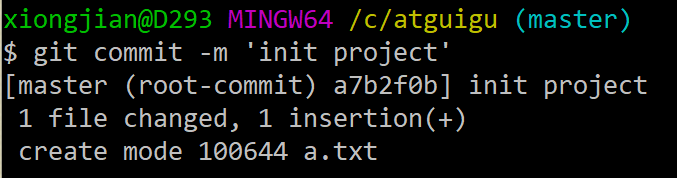 xiongjian@D293 MINGW64 /c/atguigu (master)
$ git commit -m 'init project'
[master (root-commit) a7b2f0b] init project
 1 file changed, 1 insertion(+)
 create mode 100644 a.txt